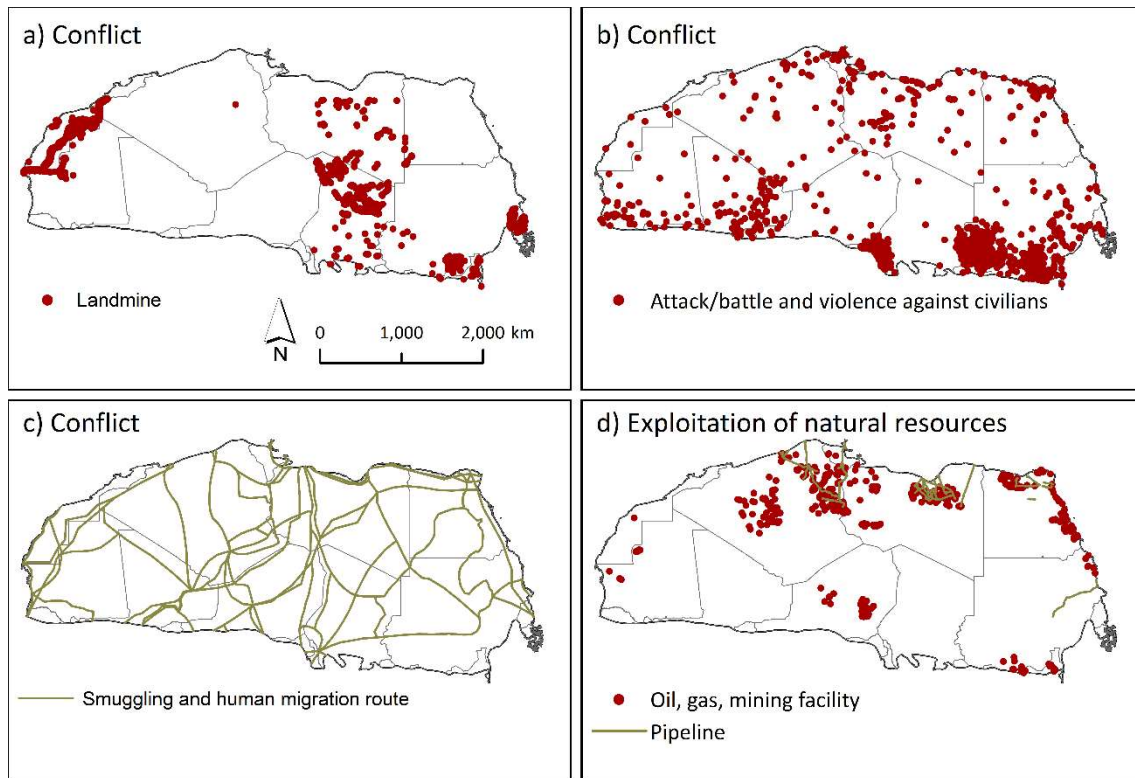 a) Conflict
Landmine
N
0 1,000 2,000 km
b) Conflict
Attack/battle and violence against civilians
c) Conflict
Smuggling and human migration route
d) Exploitation of natural resources
Oil, gas, mining facility
Pipeline